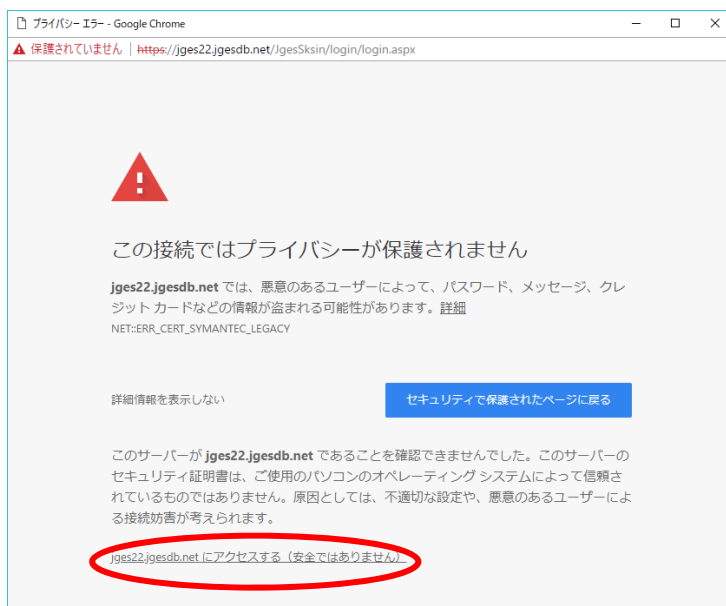 プライバシー エラー - Google Chrome
保護されていません | https://jges22.jgesdb.net/JgesSksin/login/login.aspx
この接続ではプライバシーが保護されません
jges22.jgesdb.net では、悪意のあるユーザーによって、パスワード、メッセージ、クレ
ジット カードなどの情報が盗まれる可能性があります。詳細
NET::ERR_CERT_SYMANTEC_LEGACY
詳細情報を表示しない
セキュリティで保護されたページに戻る
このサーバーが jges22.jgesdb.net であることを確認できませんでした。このサーバーの
セキュリティ証明書は、ご使用のパソコンのオペレーティング システムによって信頼さ
れているものではありません。原因としては、不適切な設定や、悪意のあるユーザーによ
る接続妨害が考えられます。
jges22.jgesdb.net にアクセスする（安全ではありません）